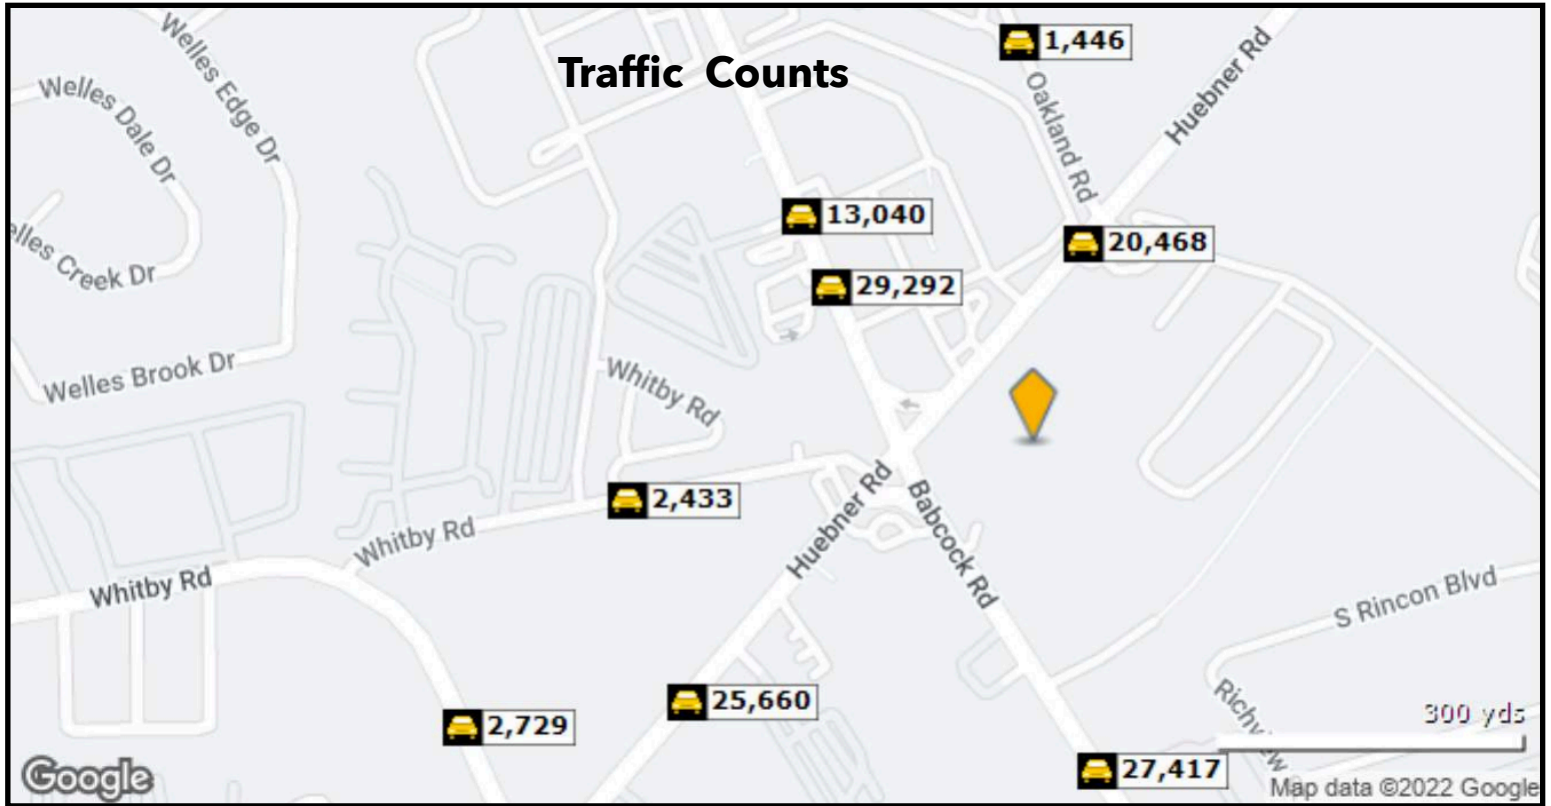 Traffic Counts
1,446
Welles Edge Dr
Huebner Rd
Welles Dale Dr
Oakland Rd
13,040
20,468
elles Creek Dr
29,292
Welles Brook Dr
Whitby Rd
2,433
Huebner Rd
Babcock Rd
Whitby Rd
Whitby Rd
S Rincon Blvd
25,660
2,729
Richview
300 yds
27,417
Google
Map data ©2022 Google